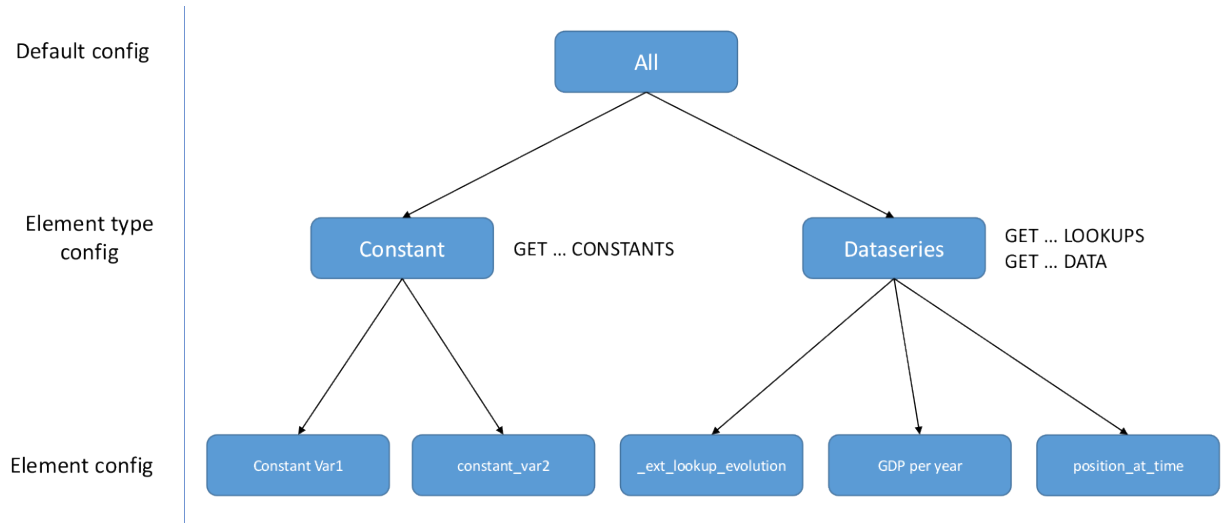 Default config
All
Element type
config
Constant
GET ... CONSTANTS
Dataseries
GET ... LOOKUPS
GET ... DATA
Element config
Constant Var1
constant_var2
_ext_lookup_evolution
GDP per year
position_at_time